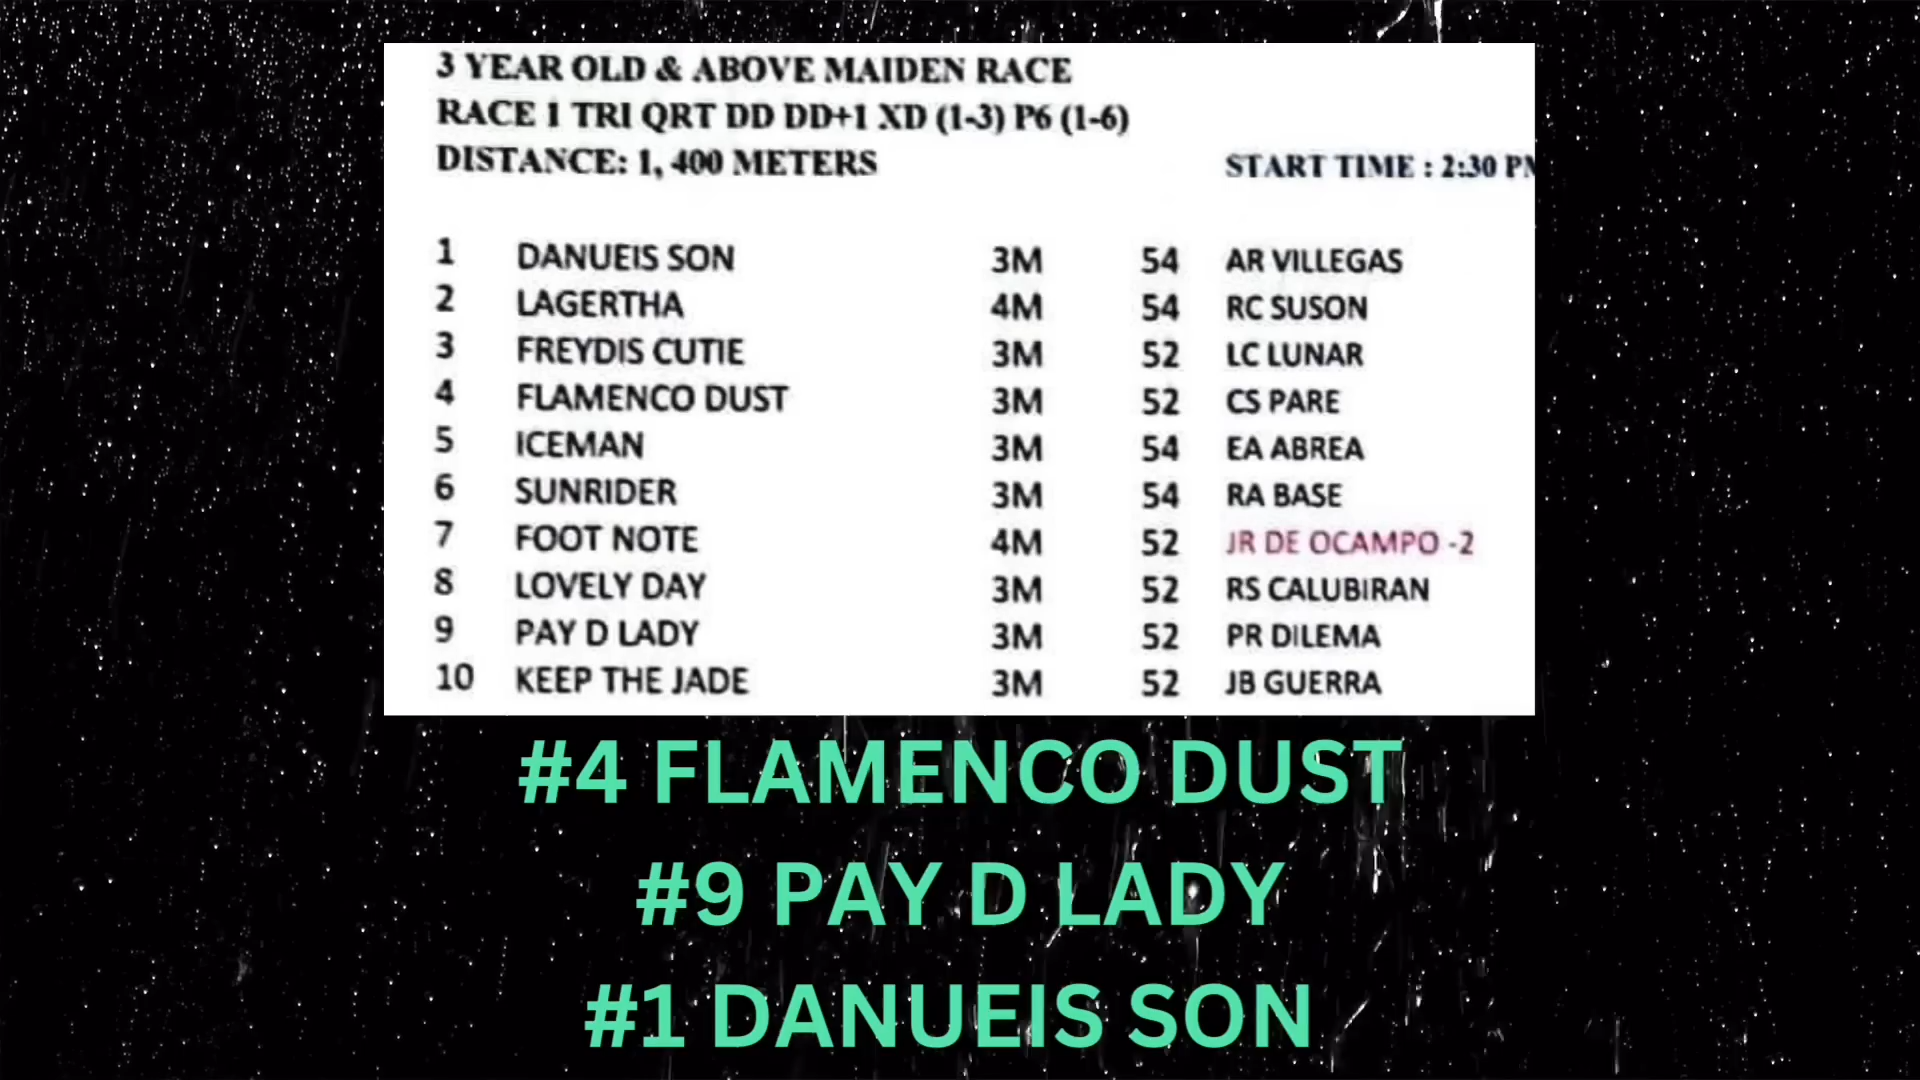 3 YEAR OLD & ABOVE MAIDEN RACE
RACE 1 TRI QRT DD DD+1 XD (1-3) P6 (1-6)
DISTANCE: 1, 400 METERS START TIME : 2:30 PM
1 DANUEIS SON 3M 54 AR VILLEGAS
2 LAGERTHA 4M 54 RC SUSON
3 FREYDIS CUTIE 3M 52 LC LUNAR
4 FLAMENCO DUST 3M 52 CS PARE
5 ICEMAN 3M 54 EA ABREA
6 SUNRIDER 3M 54 RA BASE
7 FOOT NOTE 4M 52 JR DE OCAMPO -2
8 LOVELY DAY 3M 52 RS CALUBIRAN
9 PAY D LADY 3M 52 PR DILEMA
10 KEEP THE JADE 3M 52 JB GUERRA
#4 FLAMENCO DUST
#9 PAY D LADY
#1 DANUEIS SON